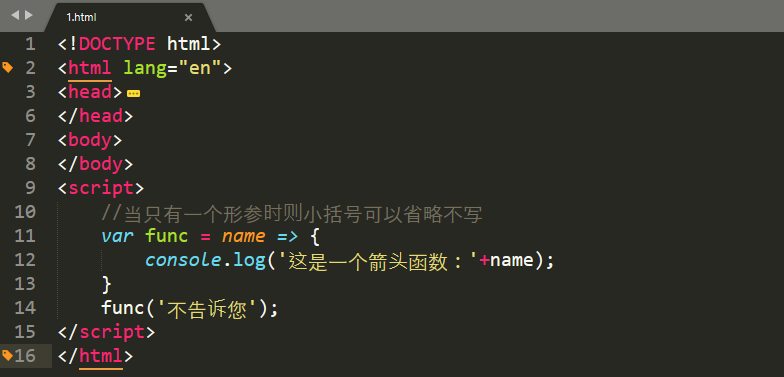 1.html
1 <!DOCTYPE html>
2 <html lang="en">
3 <head>
6 </head>
7 <body>
8 </body>
9 <script>
10 //当只有一个形参时则小括号可以省略不写
11 var func = name => {
12 console.log('这是一个箭头函数：'+name);
13 }
14 func('不告诉您');
15 </script>
16 </html>